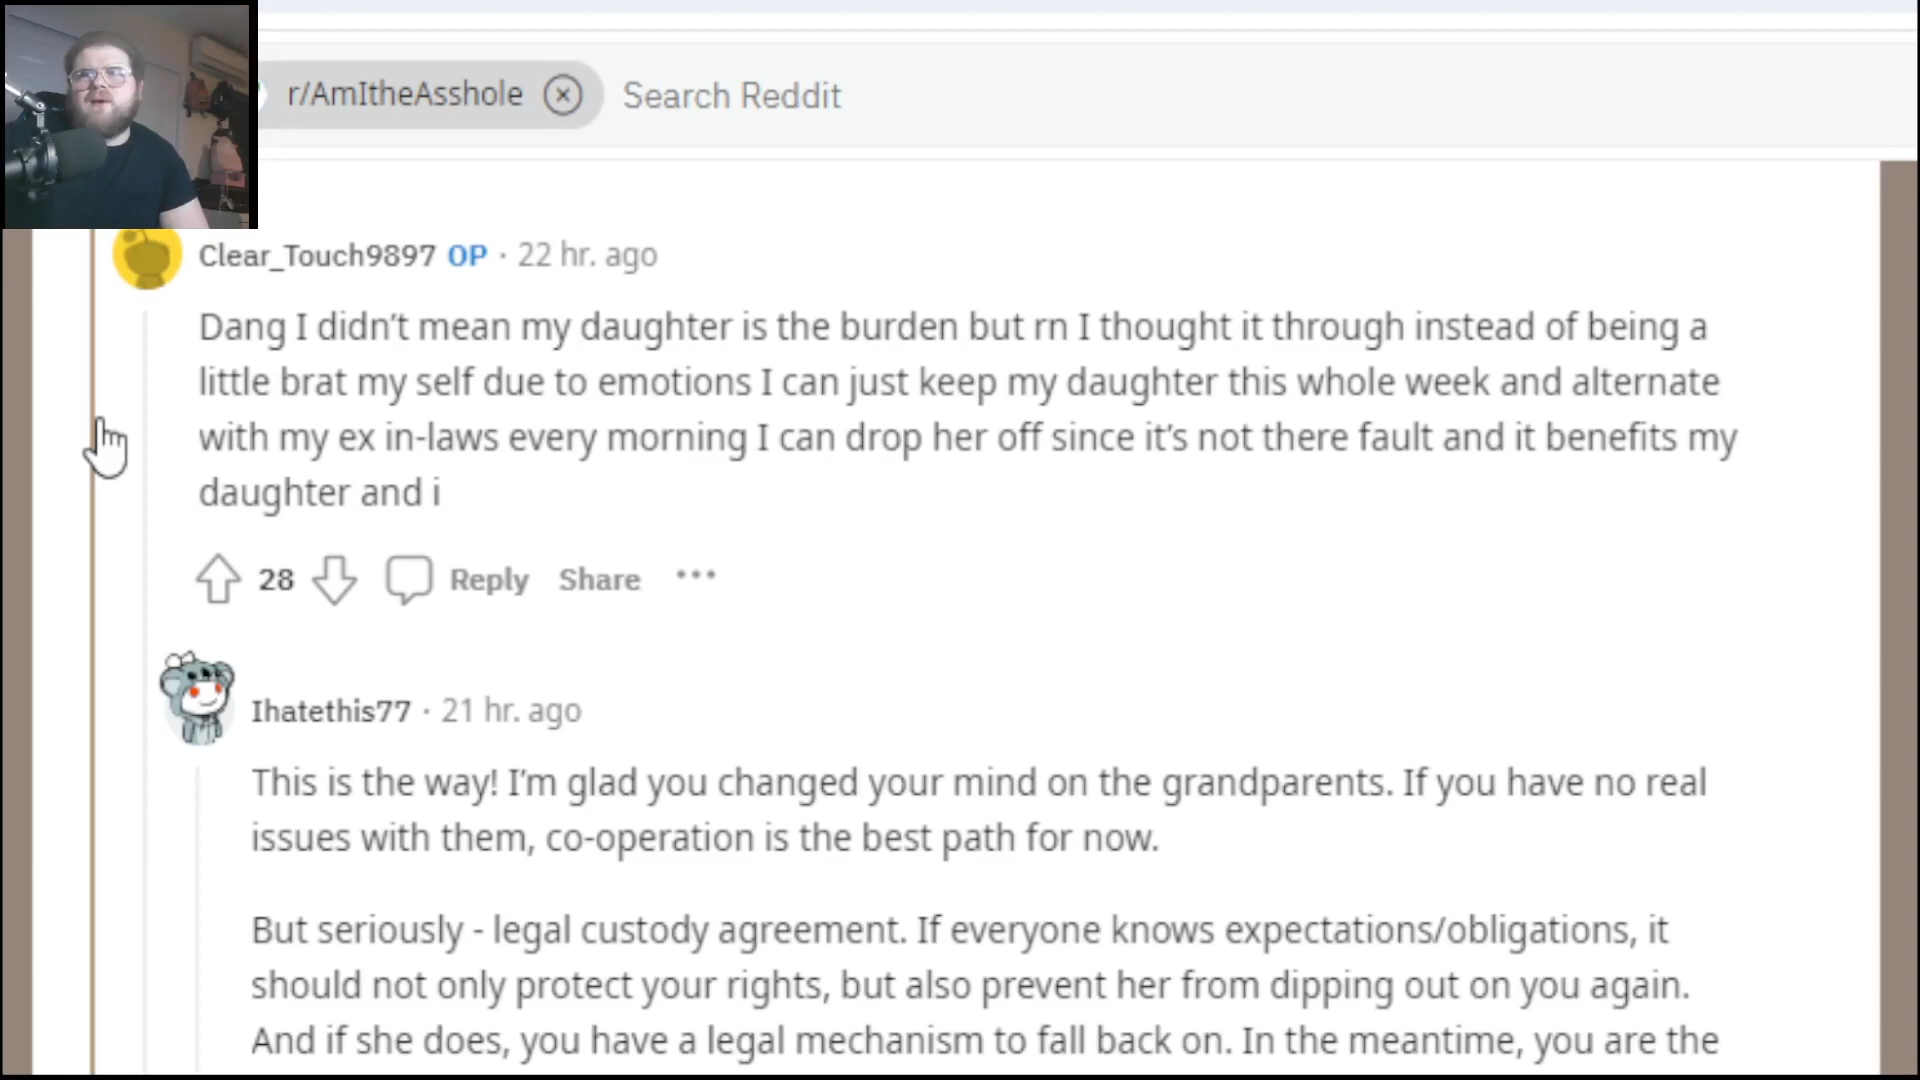 r/AmItheAsshole Search Reddit
Clear_Touch9897 OP · 22 hr. ago
Dang I didn't mean my daughter is the burden but rn I thought it through instead of being a
little brat my self due to emotions I can just keep my daughter this whole week and alternate
with my ex in-laws every morning I can drop her off since it's not there fault and it benefits my
daughter and i
28 Reply Share ···
Ihatethis77 · 21 hr. ago
This is the way! I'm glad you changed your mind on the grandparents. If you have no real
issues with them, co-operation is the best path for now.
But seriously - legal custody agreement. If everyone knows expectations/obligations, it
should not only protect your rights, but also prevent her from dipping out on you again.
And if she does, you have a legal mechanism to fall back on. In the meantime, you are the